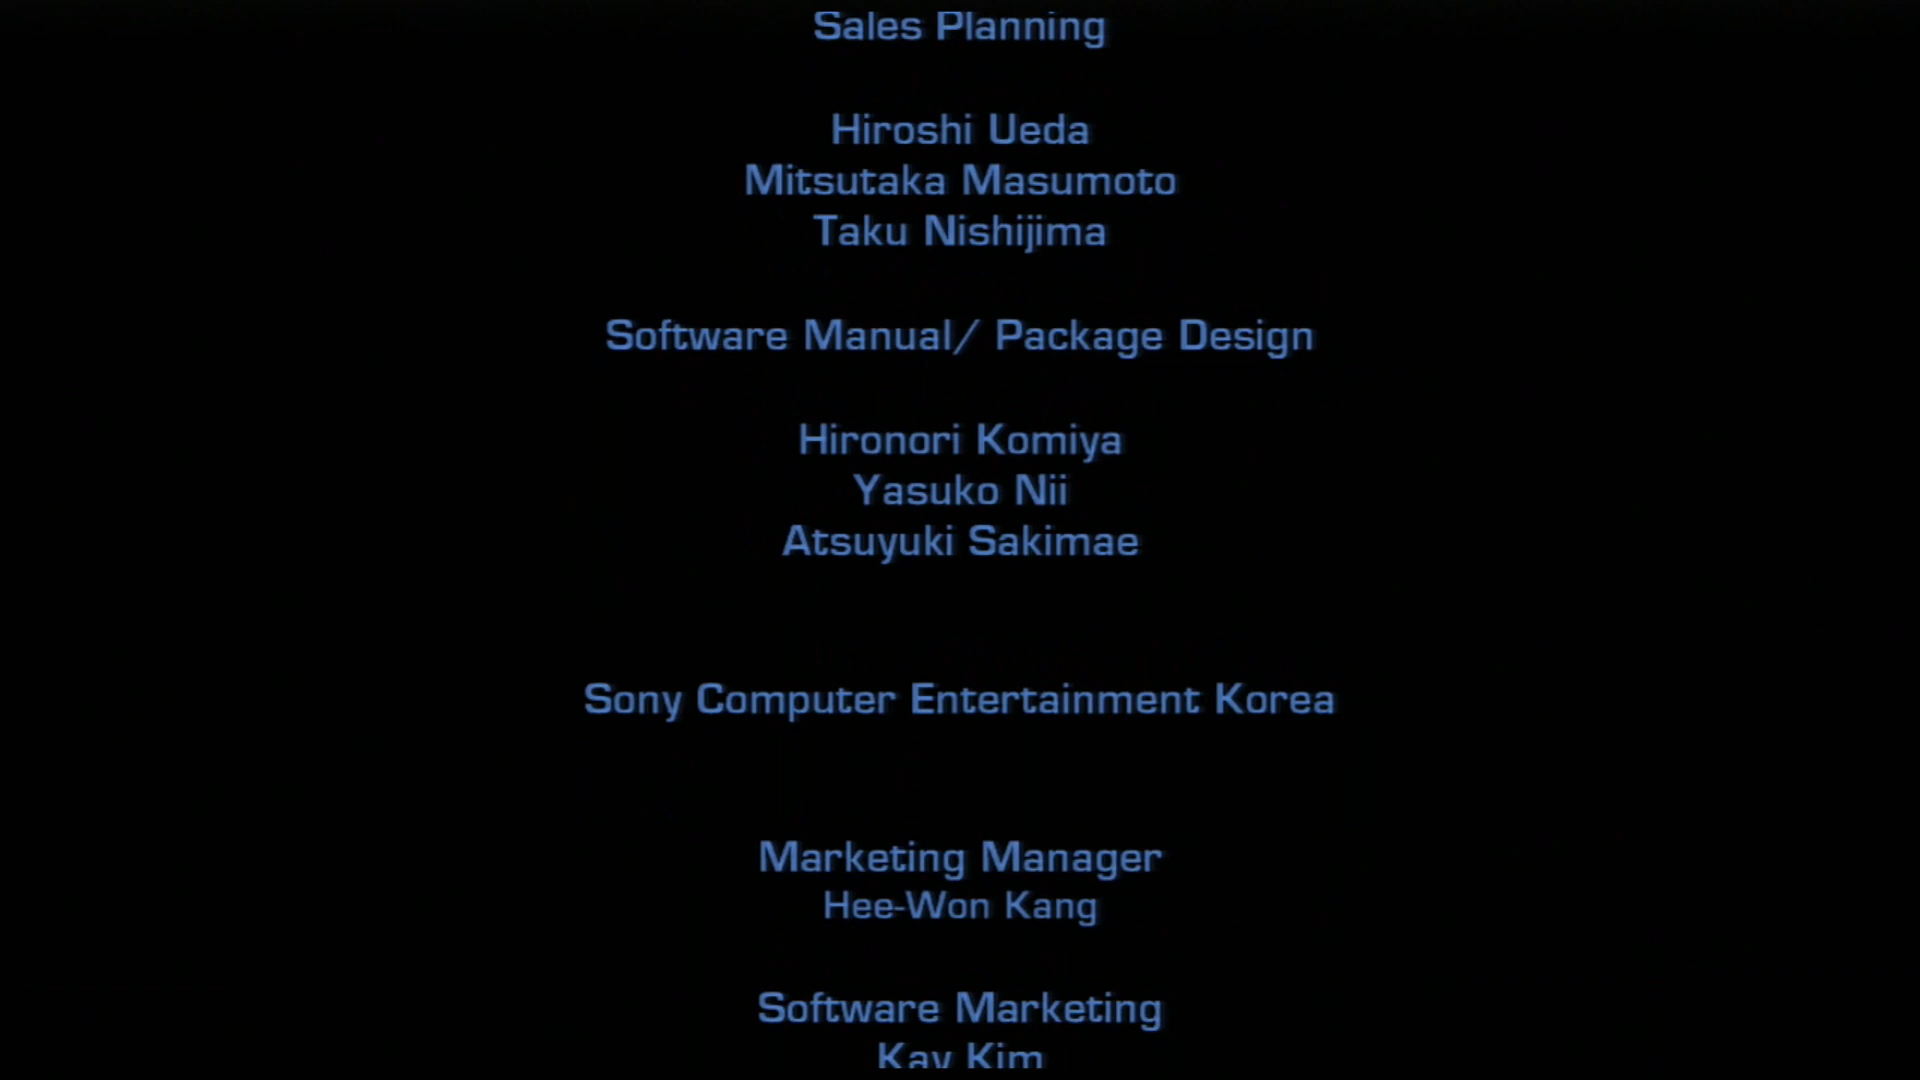 Sales Planning
Hiroshi Ueda
Mitsutaka Masumoto
Taku Nishijima
Software Manual/ Package Design
Hironori Komiya
Yasuko Nii
Atsuyuki Sakimae
Sony Computer Entertainment Korea
Marketing Manager
Hee-Won Kang
Software Marketing
Kay Kim